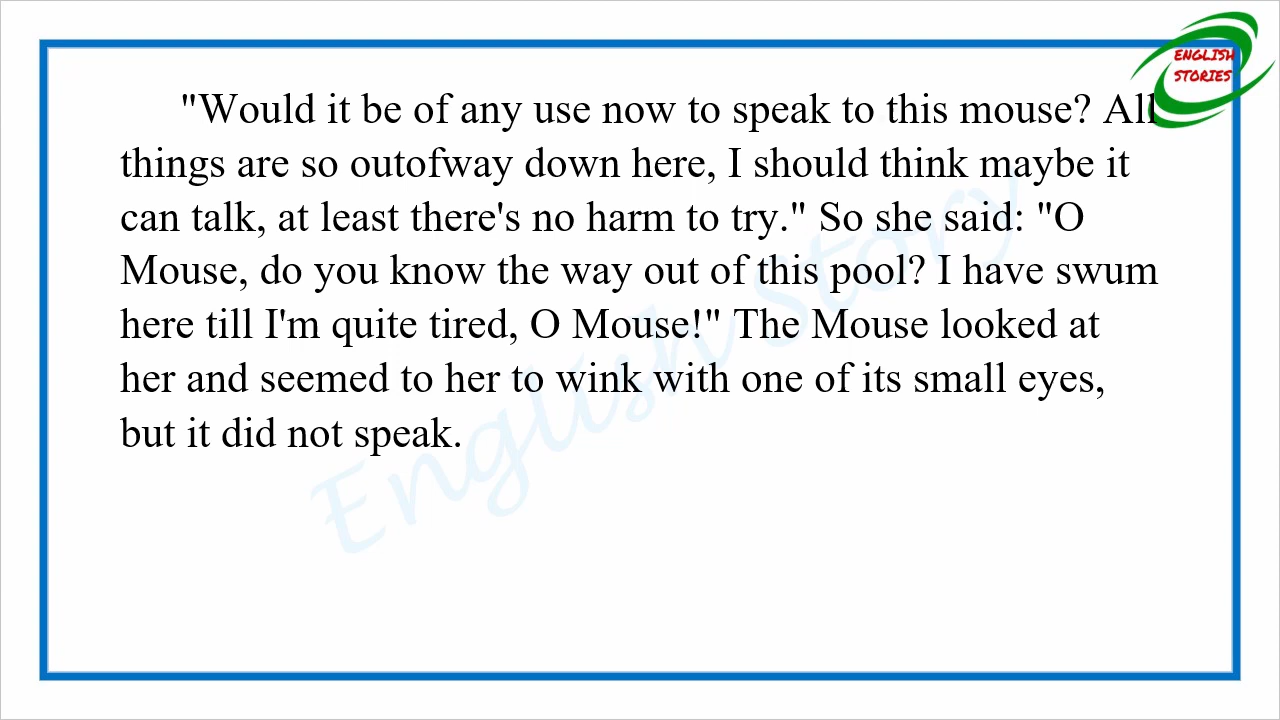 ENGLISH
STORIES
"Would it be of any use now to speak to this mouse? All
things are so outofway down here, I should think maybe it
can talk, at least there's no harm to try." So she said: "O
Mouse, do you know the way out of this pool? I have swum
here till I'm quite tired, O Mouse!" The Mouse looked at
her and seemed to her to wink with one of its small eyes,
but it did not speak.
English Story